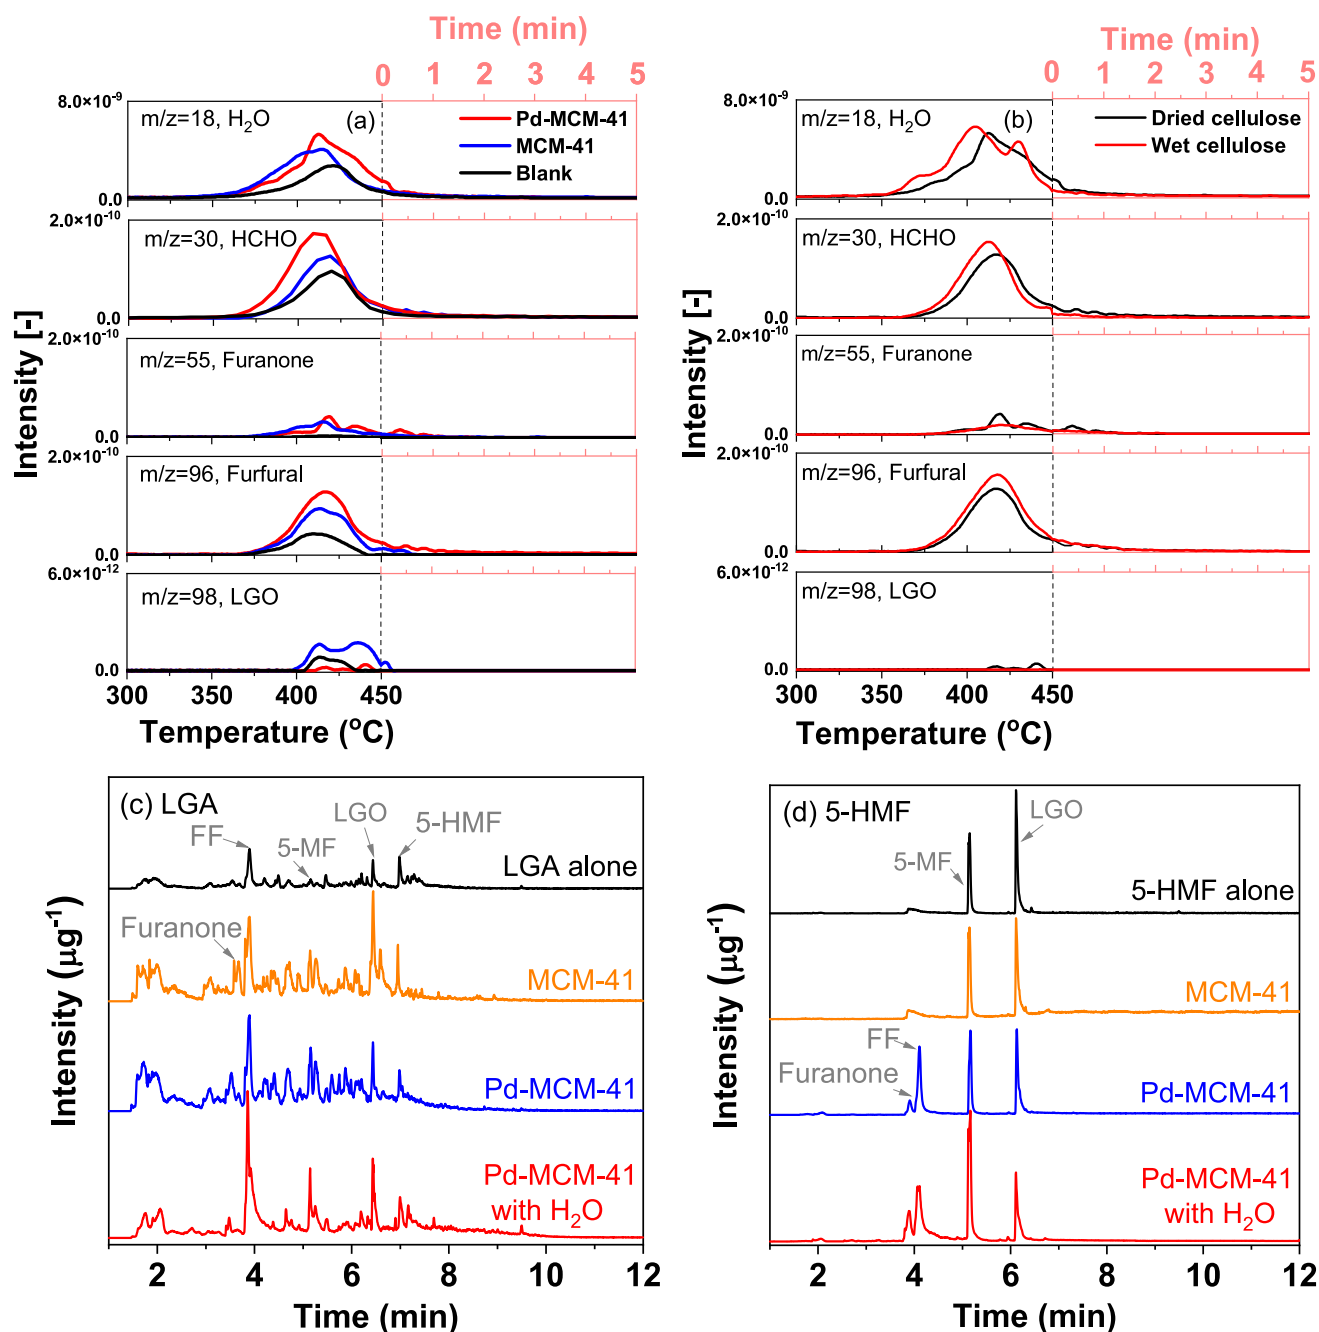 Time (min)
0 1 2 3 4 5
8.0×10⁻⁹
m/z=18, H₂O
(a)
Pd-MCM-41
MCM-41
Blank
0.0
2.0×10⁻¹⁰
m/z=30, HCHO
0.0
2.0×10⁻¹⁰
m/z=55, Furanone
0.0
2.0×10⁻¹⁰
m/z=96, Furfural
0.0
6.0×10⁻¹²
m/z=98, LGO
0.0
300 350 400 450
Temperature (°C)
Intensity [-]
Time (min)
0 1 2 3 4 5
8.0×10⁻⁹
m/z=18, H₂O
(b)
Dried cellulose
Wet cellulose
0.0
2.0×10⁻¹⁰
m/z=30, HCHO
0.0
2.0×10⁻¹⁰
m/z=55, Furanone
0.0
2.0×10⁻¹⁰
m/z=96, Furfural
0.0
6.0×10⁻¹²
m/z=98, LGO
0.0
300 350 400 450
Temperature (°C)
Intensity [-]
(c) LGA
FF
5-MF
LGO
5-HMF
LGA alone
Furanone
MCM-41
Pd-MCM-41
Pd-MCM-41
with H₂O
2 4 6 8 10 12
Time (min)
Intensity (μg⁻¹)
(d) 5-HMF
5-MF
LGO
5-HMF alone
MCM-41
FF
Furanone
Pd-MCM-41
Pd-MCM-41
with H₂O
2 4 6 8 10 12
Time (min)
Intensity (μg⁻¹)